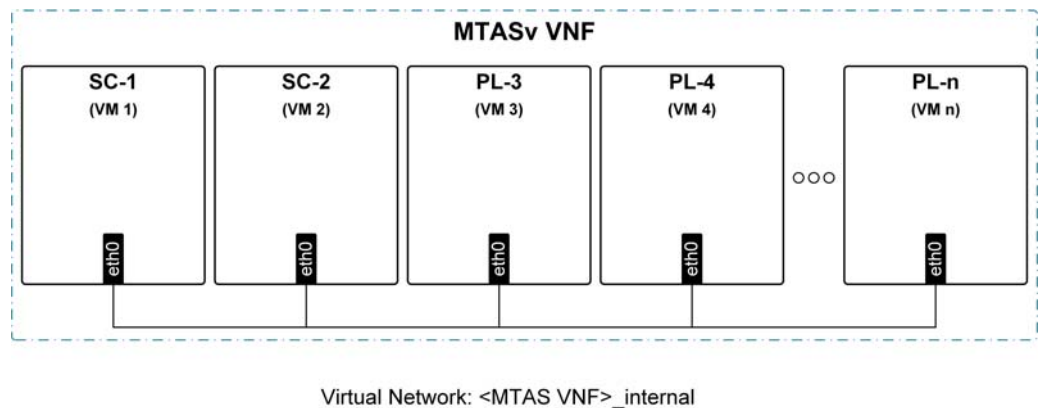 MTASv VNF
SC-1
(VM 1)
SC-2
(VM 2)
PL-3
(VM 3)
PL-4
(VM 4)
PL-n
(VM n)
eth0
eth0
eth0
eth0
eth0
Virtual Network: <MTAS VNF>_internal